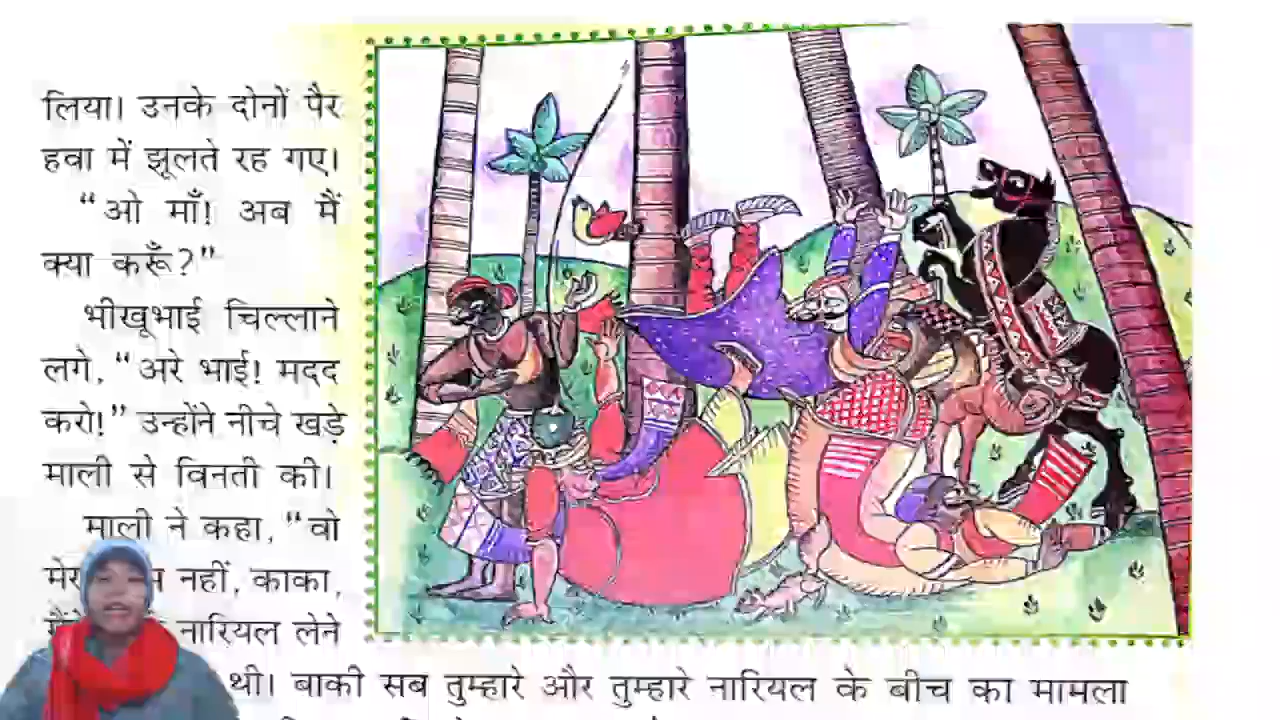 लिया। उनके दोनों पैर
हवा में झूलते रह गए।
“ओ माँ! अब मैं
क्या करूँ?”
भीखूभाई चिल्लाने
लगे, “अरे भाई! मदद
करो!” उन्होंने नीचे खड़े
माली से विनती की।
माली ने कहा, “वो
नहीं, काका,
नारियल लेने
थी। बाकी सब तुम्हारे और तुम्हारे नारियल के बीच का मामला